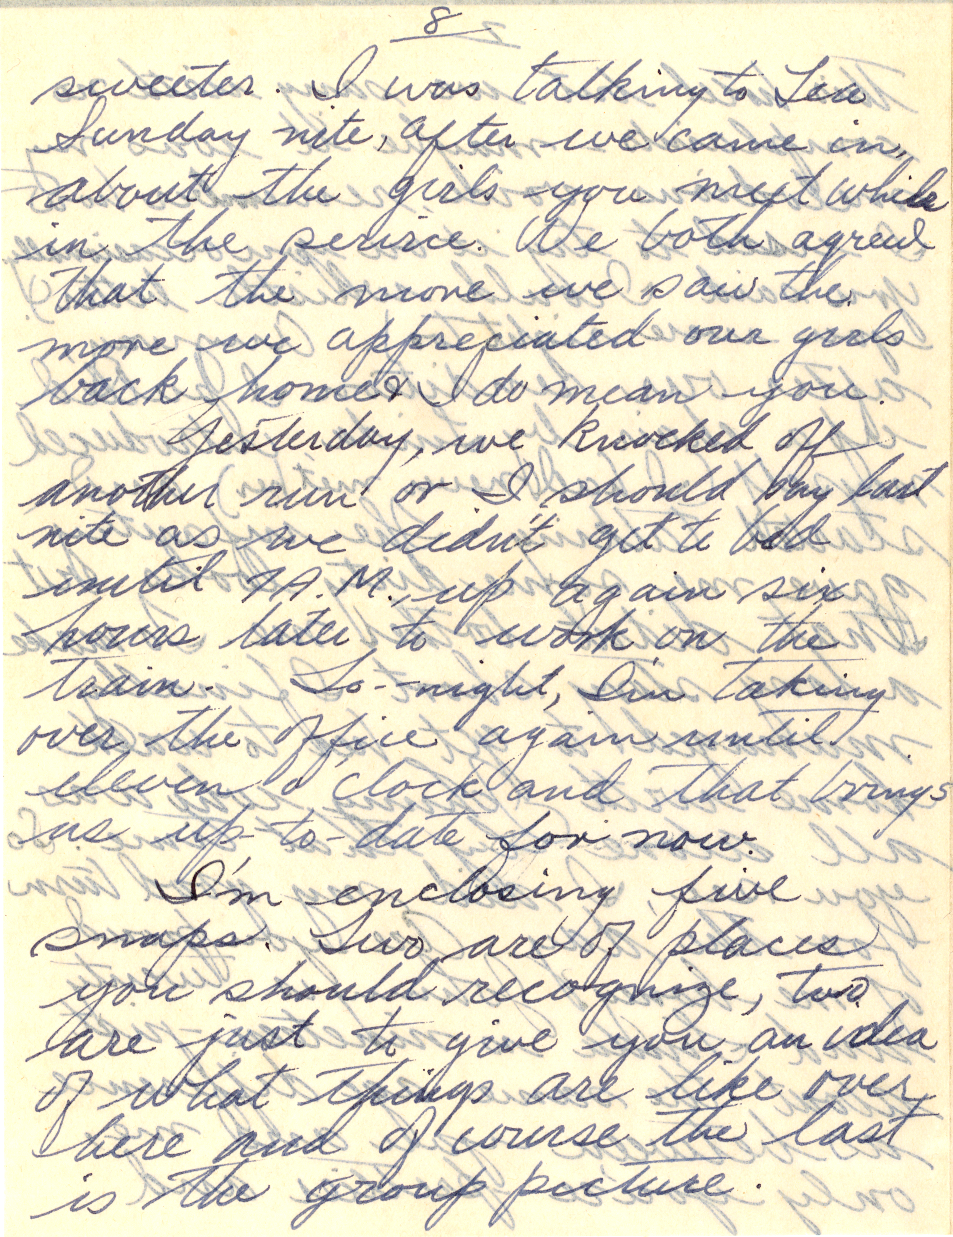 8
sweeter. I was talking to Lew
Sunday nite, after we came in,
about the girls you meet while
in the serivce. We both agreed
that the more we saw the
more we appreciated our girls
back home & I do mean you.
Yesterday, we knocked off
another run or I should say last
nite as we didn't get to bed
until 7 A.M., up again six
hours later to work on the
train. To-night, I'm taking
over the office again until
eleven o'clock and that brings
us up-to-date for now.
I'm enclosing five
snaps. Two are of places
you should recognize, two
are just to give you an idea
of what things are like over
here and of course the last
is the group picture.